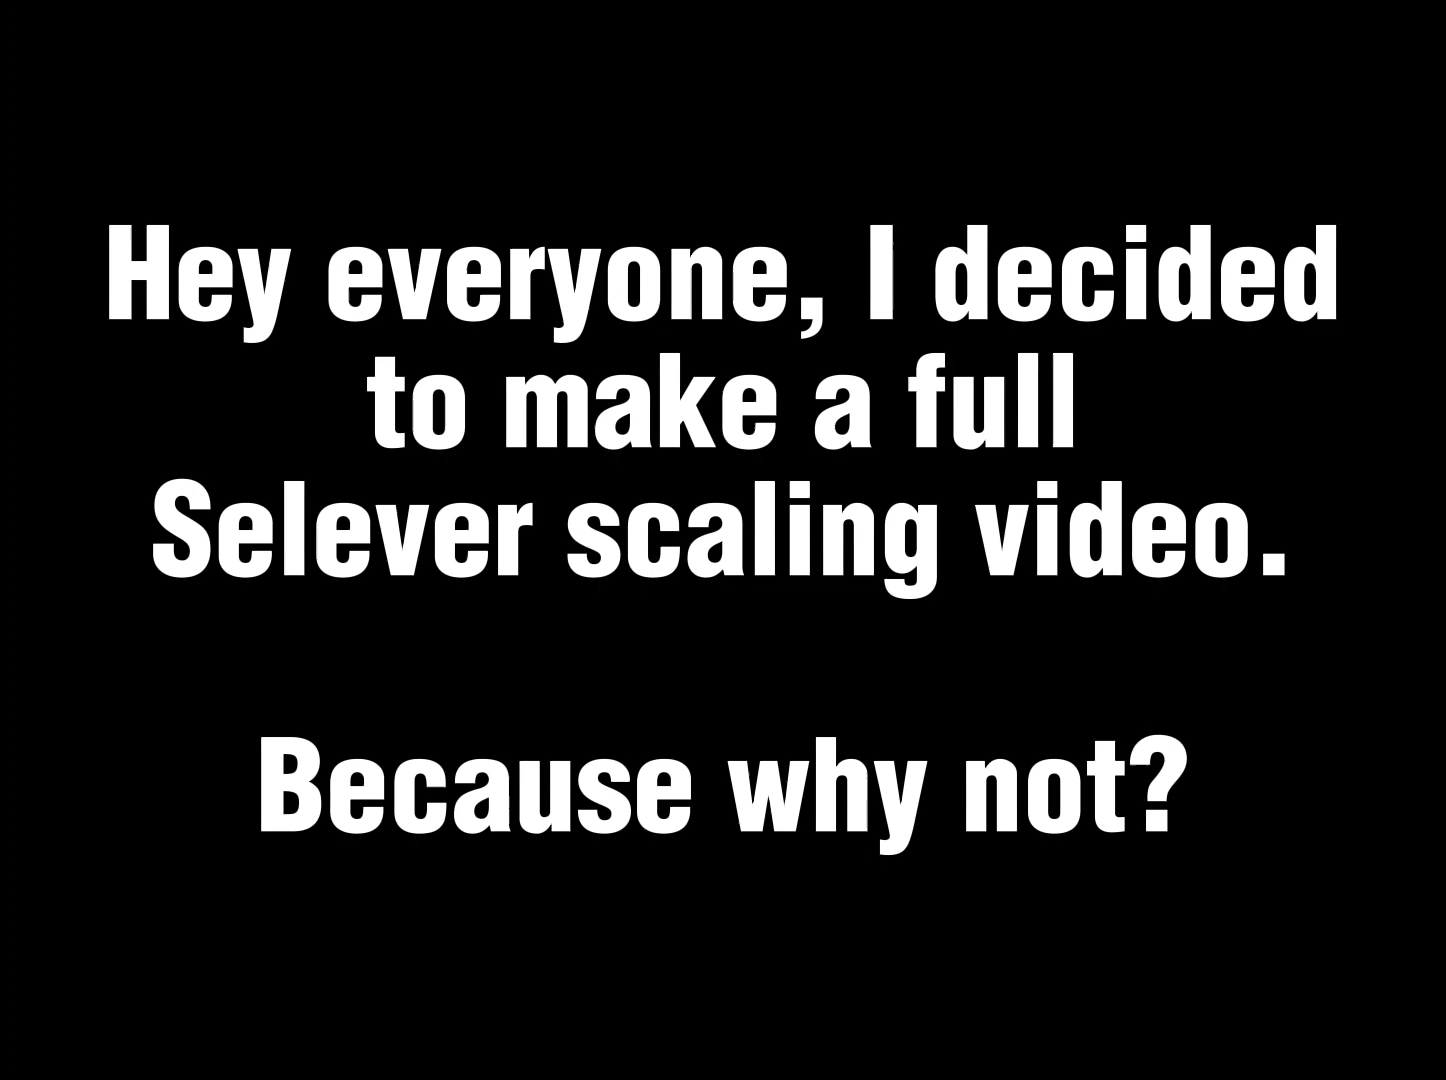 Hey everyone, I decided
to make a full
Selever scaling video.
Because why not?